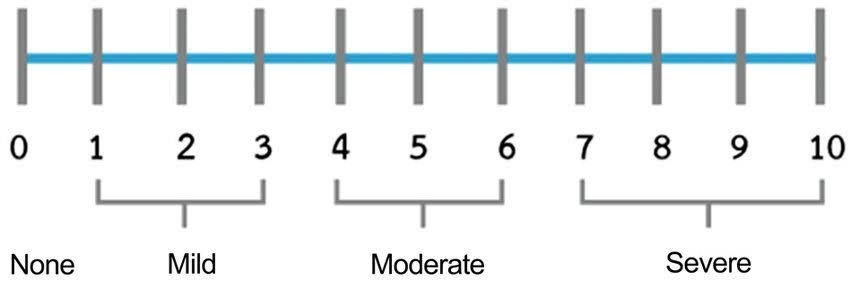 0 1 2 3 4 5 6 7 8 9 10
None Mild Moderate Severe